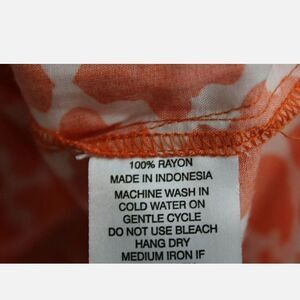 100% RAYON
MADE IN INDONESIA
MACHINE WASH IN
COLD WATER ON
GENTLE CYCLE
DO NOT USE BLEACH
HANG DRY
MEDIUM IRON IF